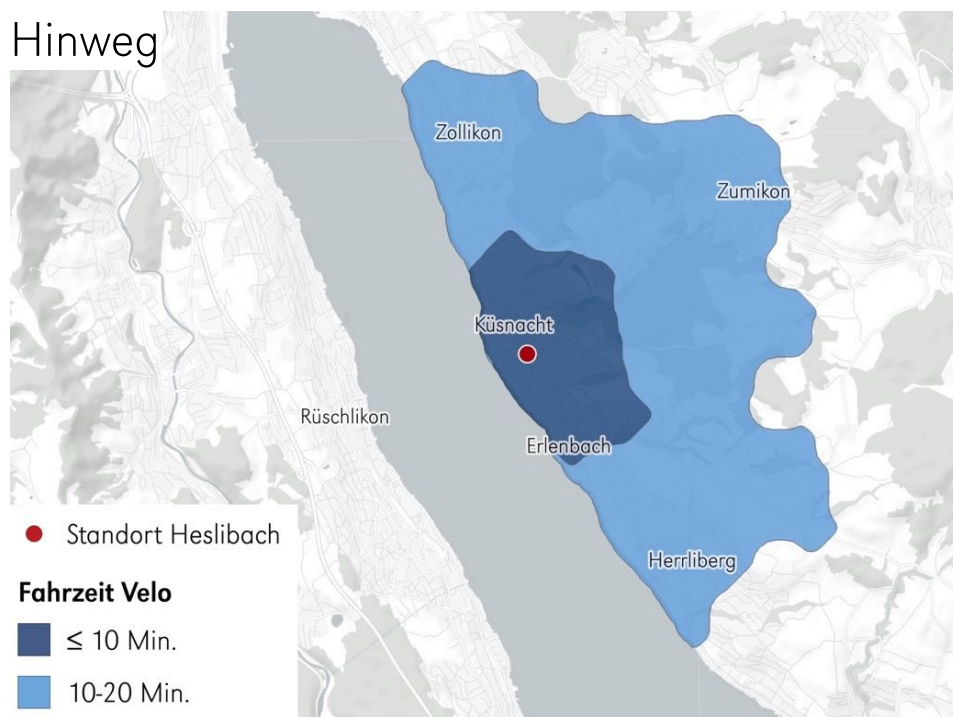 Hinweg
Zollikon
Zumikon
Küsnacht
Rüschlikon
Erlenbach
Herrliberg
Standort Heslibach
Fahrzeit Velo
≤ 10 Min.
10-20 Min.